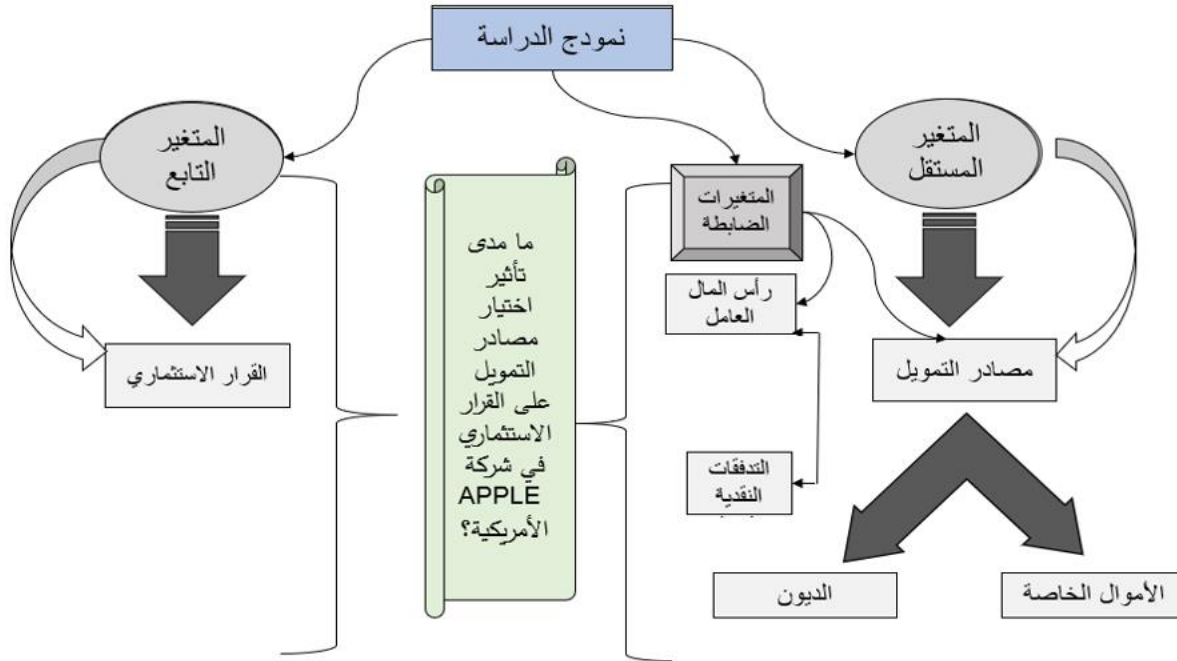 نمودج الدراسة
المتغير
المستقل
المتغيرات
الضابطة
المتغير
التابع
ما مدى
تأثير
اختيار
مصادر
التمويل
على القرار
الاستثماري
في شركة
APPLE
الأمريكية؟
رأس المال
العامل
مصادر التمويل
القرار الاستثماري
التدفقات
النقدية
الأموال الخاصة
الديون